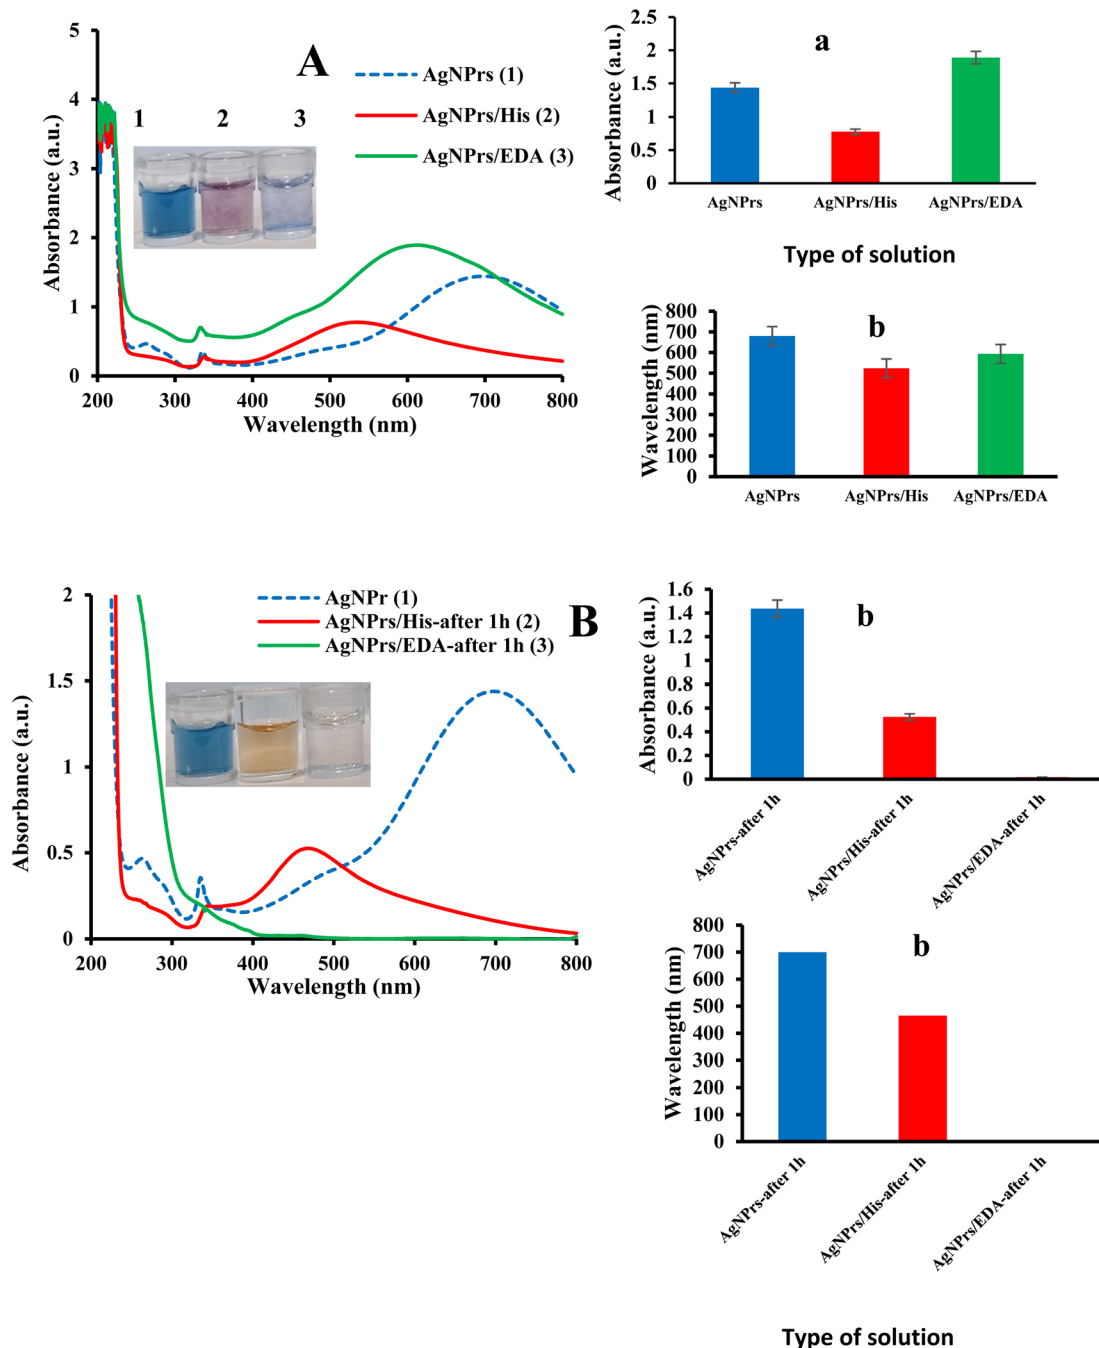 A
AgNPrs (1)
AgNPrs/His (2)
AgNPrs/EDA (3)
1 2 3
Absorbance (a.u.)
5
4
3
2
1
0
200 300 400 500 600 700 800
Wavelength (nm)
a
Absorbance (a.u.)
2.5
2
1.5
1
0.5
0
AgNPrs AgNPrs/His AgNPrs/EDA
Type of solution
b
Wavelength (nm)
800
700
600
500
400
300
200
100
0
AgNPrs AgNPrs/His AgNPrs/EDA
B
AgNPr (1)
AgNPrs/His-after 1h (2)
AgNPrs/EDA-after 1h (3)
Absorbance (a.u.)
2
1.5
1
0.5
0
200 300 400 500 600 700 800
Wavelength (nm)
b
Absorbance (a.u.)
1.6
1.4
1.2
1
0.8
0.6
0.4
0.2
0
AgNPrs-after 1h
AgNPrs/His-after 1h
AgNPrs/EDA-after 1h
b
Wavelength (nm)
800
700
600
500
400
300
200
100
0
AgNPrs-after 1h
AgNPrs/His-after 1h
AgNPrs/EDA-after 1h
Type of solution